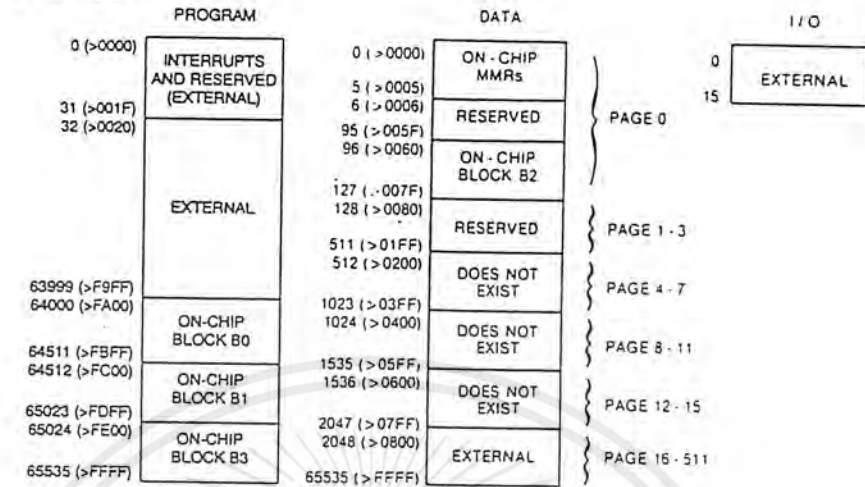 PROGRAM
0 (>0000)
INTERRUPTS
AND RESERVED
(EXTERNAL)
31 (>001F)
32 (>0020)
EXTERNAL
63999 (>F9FF)
64000 (>FA00)
ON-CHIP
BLOCK B0
64511 (>FBFF)
64512 (>FC00)
ON-CHIP
BLOCK B1
65023 (>FDFF)
65024 (>FE00)
ON-CHIP
BLOCK B3
65535 (>FFFF)
DATA
0 (>0000)
ON - CHIP
MMRs
5 (>0005)
6 (>0006)
RESERVED
95 (>005F)
96 (>0060)
ON - CHIP
BLOCK B2
127 (.-007F)
PAGE 0
128 (>0080)
RESERVED
511 (>01FF)
PAGE 1 - 3
512 (>0200)
DOES NOT
EXIST
1023 (>03FF)
PAGE 4 - 7
1024 (>0400)
DOES NOT
EXIST
1535 (>05FF)
PAGE 8 - 11
1536 (>0600)
DOES NOT
EXIST
2047 (>07FF)
PAGE 12 - 15
2048 (>0800)
EXTERNAL
65535 (>FFFF)
PAGE 16 - 511
I/O
0
EXTERNAL
15